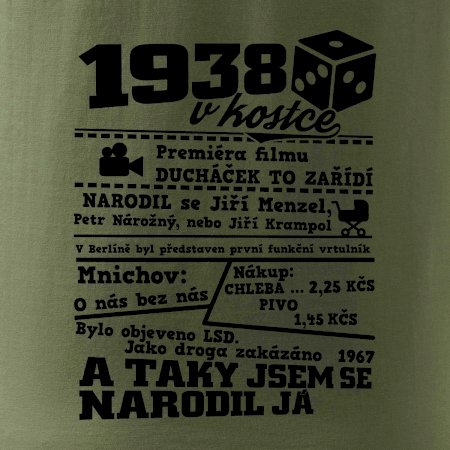 1938
v kostce
Premiéra filmu
DUCHÁČEK TO ZAŘÍDÍ
NARODIL se Jiří Menzel,
Petr Nárožný, nebo Jiří Krampol
V Berlíně byl představen první funkční vrtulník
Mnichov:
O nás bez nás
Nákup:
CHLEBA ... 2,25 KČS
PIVO
1,45 KČS
Bylo objeveno LSD.
Jako droga zakázáno 1967
A TAKY JSEM SE
NARODIL JÁ